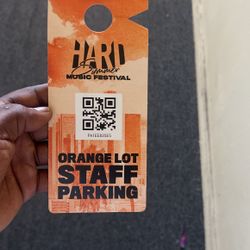 HARD
Summer
MUSIC FESTIVAL
ORANGE LOT
STAFF
PARKING